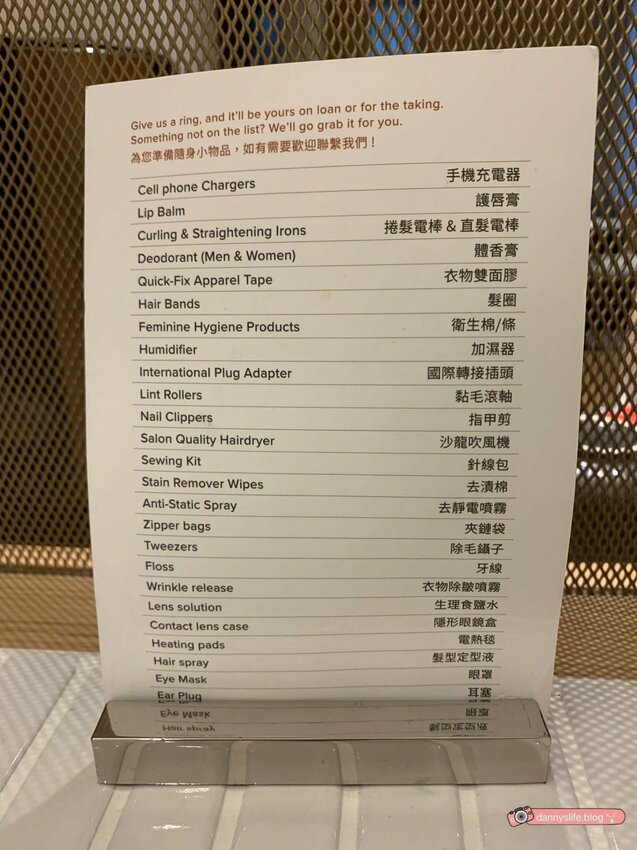 Give us a ring, and it'll be yours on loan or for the taking.
Something not on the list? We'll go grab it for you.
為您準備隨身小物品，如有需要歡迎聯繫我們！
Cell phone Chargers 手機充電器
Lip Balm 護唇膏
Curling & Straightening Irons 捲髮電棒 & 直髮電棒
Deodorant (Men & Women) 體香膏
Quick-Fix Apparel Tape 衣物雙面膠
Hair Bands 髮圈
Feminine Hygiene Products 衛生棉/條
Humidifier 加濕器
International Plug Adapter 國際轉接插頭
Lint Rollers 黏毛滾軸
Nail Clippers 指甲剪
Salon Quality Hairdryer 沙龍吹風機
Sewing Kit 針線包
Stain Remover Wipes 去漬棉
Anti-Static Spray 去靜電噴霧
Zipper bags 夾鏈袋
Tweezers 除毛鑷子
Floss 牙線
Wrinkle release 衣物除皺噴霧
Lens solution 生理食鹽水
Contact lens case 隱形眼鏡盒
Heating pads 電熱毯
Hair spray 髮型定型液
Eye Mask 眼罩
Ear Plug 耳塞
dannyslife.blog